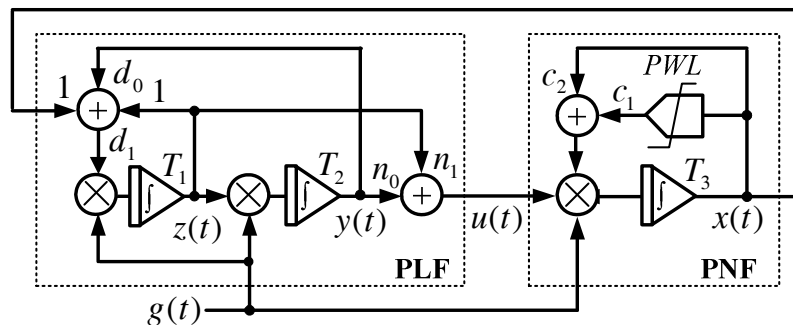 d₀
PWL
c₂
c₁
1
1
d₁
T₁
T₂
n₀
n₁
T₃
∫
∫
∫
z(t)
y(t)
u(t)
x(t)
PLF
PNF
g(t)